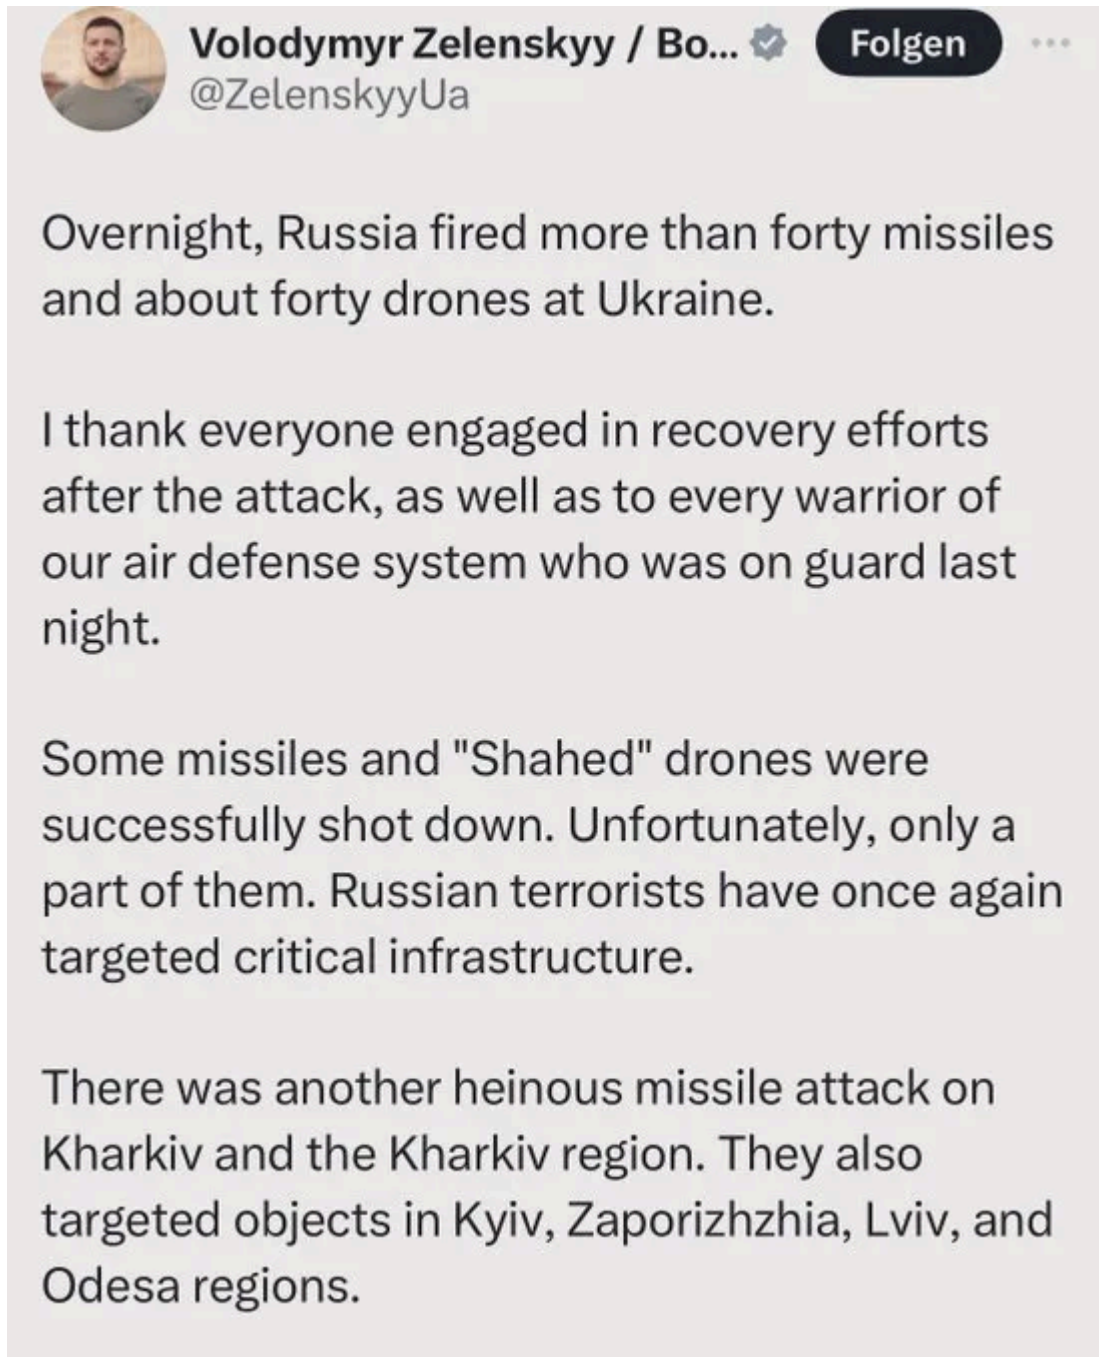 Volodymyr Zelenskyy / Bo... Folgen
@ZelenskyyUa
Overnight, Russia fired more than forty missiles
and about forty drones at Ukraine.
I thank everyone engaged in recovery efforts
after the attack, as well as to every warrior of
our air defense system who was on guard last
night.
Some missiles and "Shahed" drones were
successfully shot down. Unfortunately, only a
part of them. Russian terrorists have once again
targeted critical infrastructure.
There was another heinous missile attack on
Kharkiv and the Kharkiv region. They also
targeted objects in Kyiv, Zaporizhzhia, Lviv, and
Odesa regions.